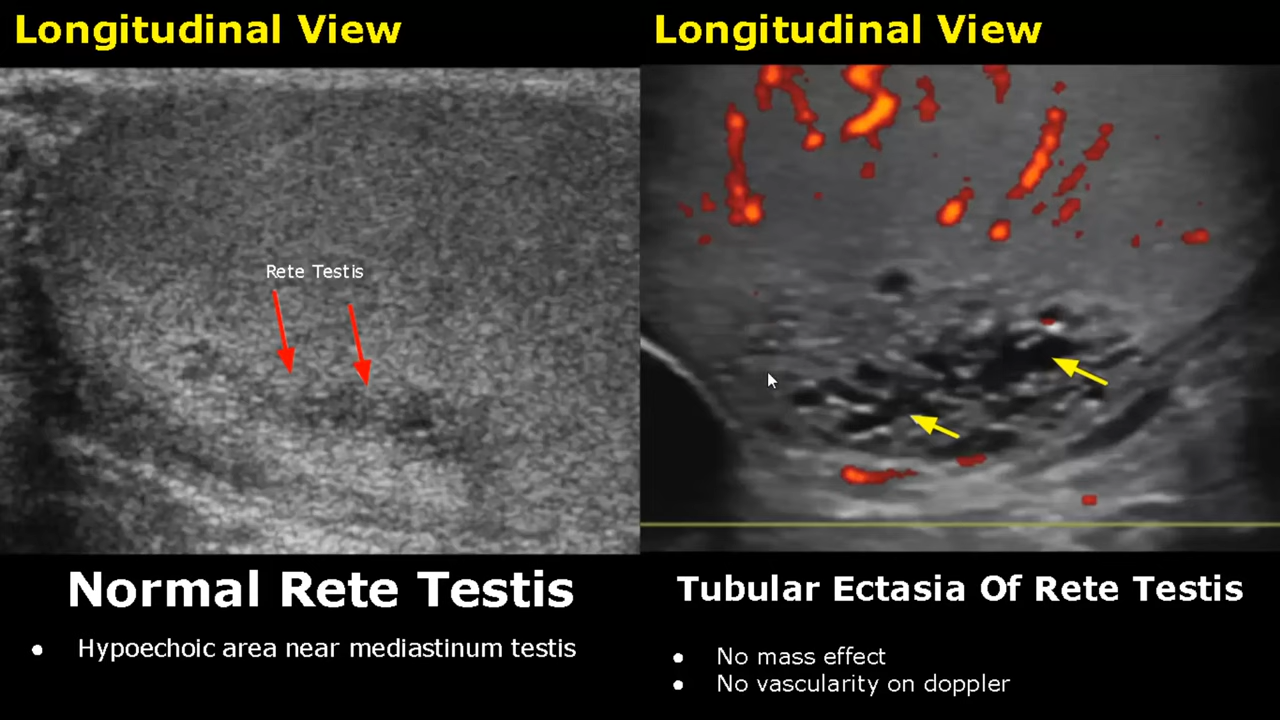 Longitudinal View
Rete Testis
Normal Rete Testis
• Hypoechoic area near mediastinum testis
Longitudinal View
Tubular Ectasia Of Rete Testis
• No mass effect
• No vascularity on doppler